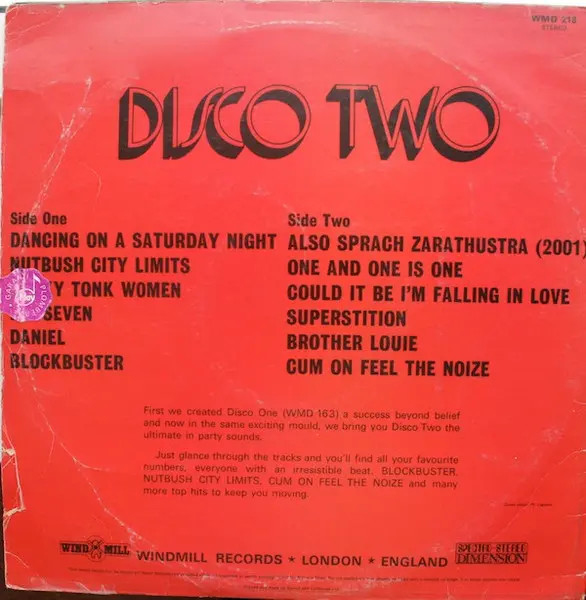 WMD 218
STEREO
DISCO TWO
Side One
DANCING ON A SATURDAY NIGHT
NUTBUSH CITY LIMITS
TONK WOMEN
SEVEN
DANIEL
BLOCKBUSTER
Side Two
ALSO SPRACH ZARATHUSTRA (2001)
ONE AND ONE IS ONE
COULD IT BE I'M FALLING IN LOVE
SUPERSTITION
BROTHER LOUIE
CUM ON FEEL THE NOIZE
First we created Disco One (WMD 163) a success beyond belief
and now in the same exciting mould, we bring you Disco Two the
ultimate in party sounds.
Just glance through the tracks and you'll find all your favourite
numbers, everyone with an irresistible beat. BLOCKBUSTER,
NUTBUSH CITY LIMITS, CUM ON FEEL THE NOIZE and many
more top hits to keep you moving.
WIND MILL
WINDMILL RECORDS * LONDON * ENGLAND
SPECTRO-STEREO
DIMENSION